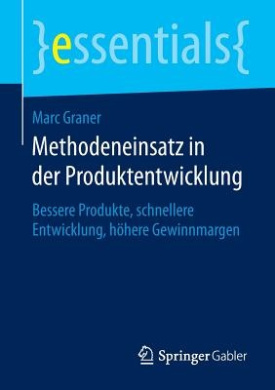 }essentials{
Marc Graner
Methodeneinsatz in
der Produktentwicklung
Bessere Produkte, schnellere
Entwicklung, höhere Gewinnmargen
Springer Gabler